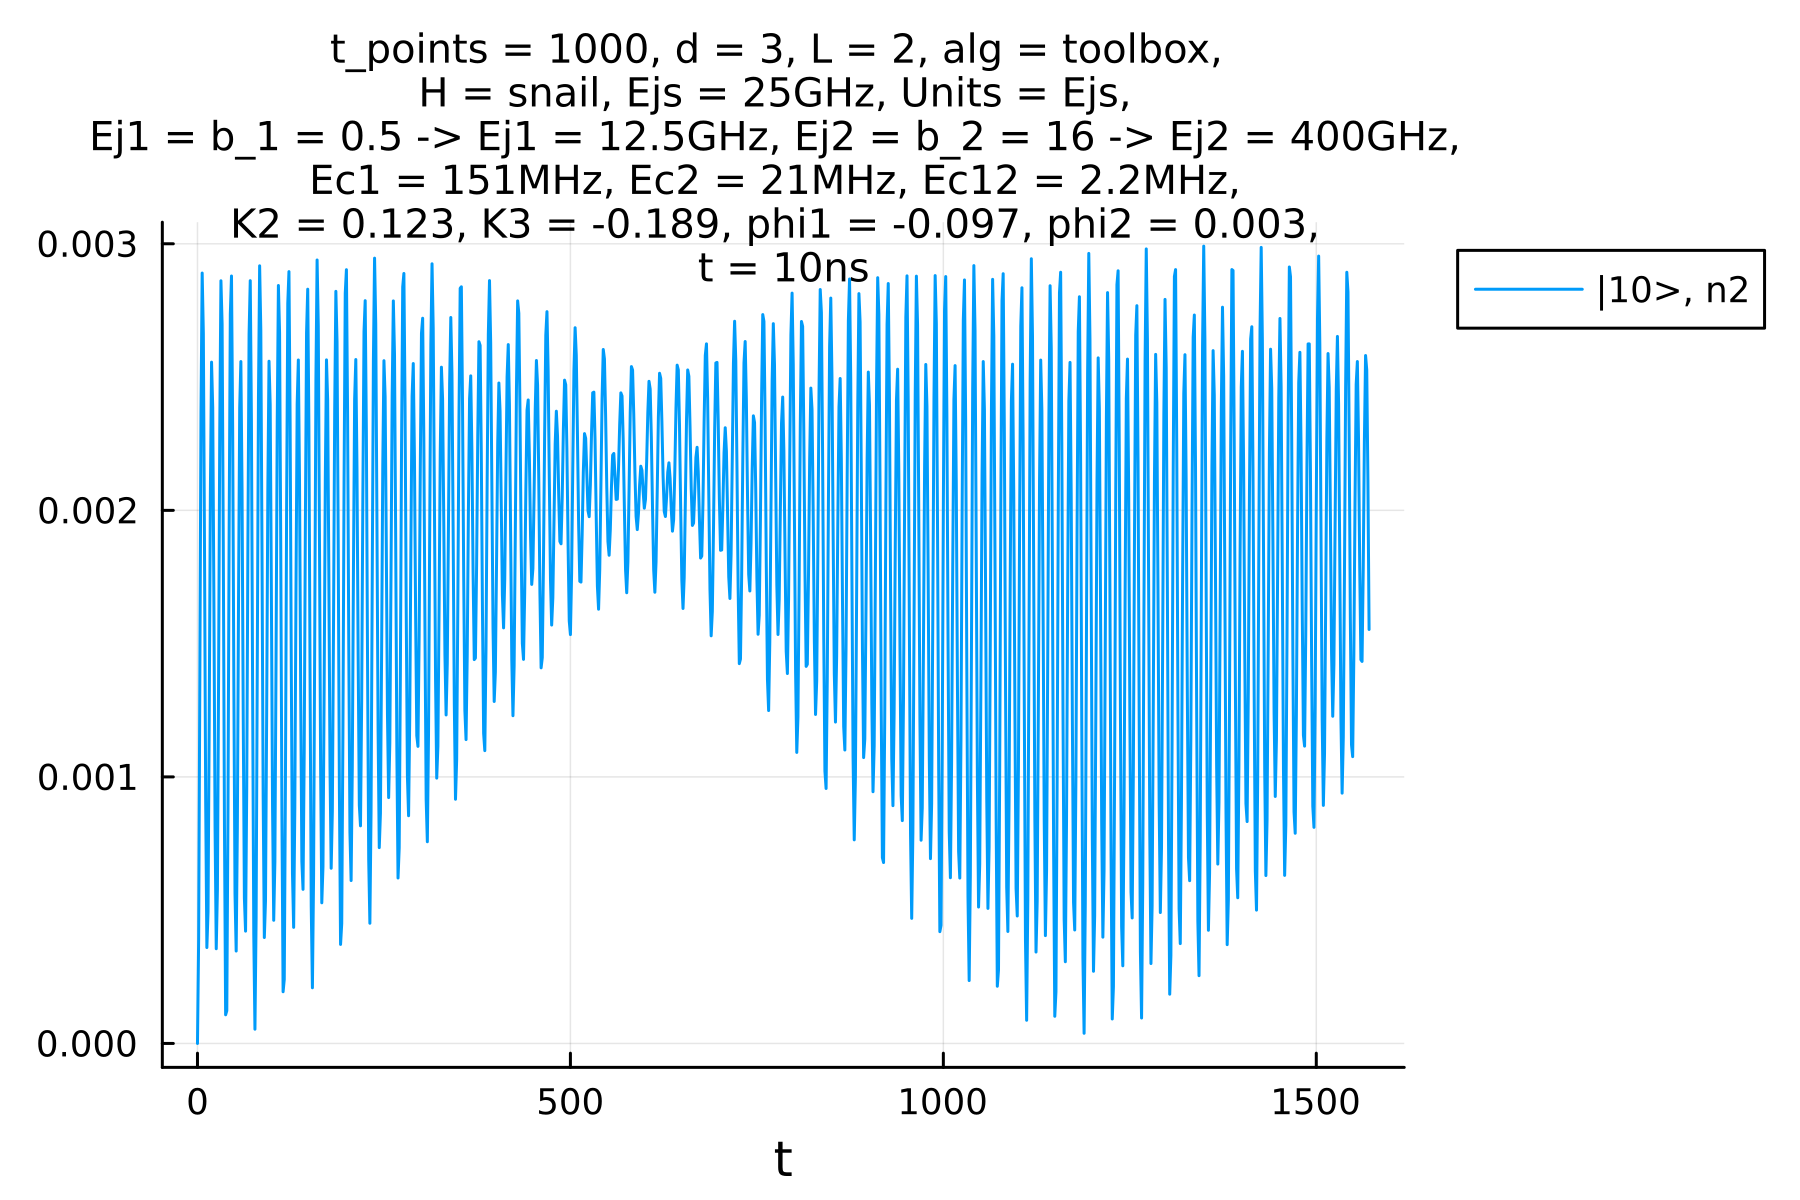 t_points = 1000, d = 3, L = 2, alg = toolbox,
H = snail, Ejs = 25GHz, Units = Ejs,
Ej1 = b_1 = 0.5 -> Ej1 = 12.5GHz, Ej2 = b_2 = 16 -> Ej2 = 400GHz,
Ec1 = 151MHz, Ec2 = 21MHz, Ec12 = 2.2MHz,
K2 = 0.123, K3 = -0.189, phi1 = -0.097, phi2 = 0.003,
t = 10ns
0.003
0.002
0.001
0.000
|10>, n2
0
500
1000
1500
t